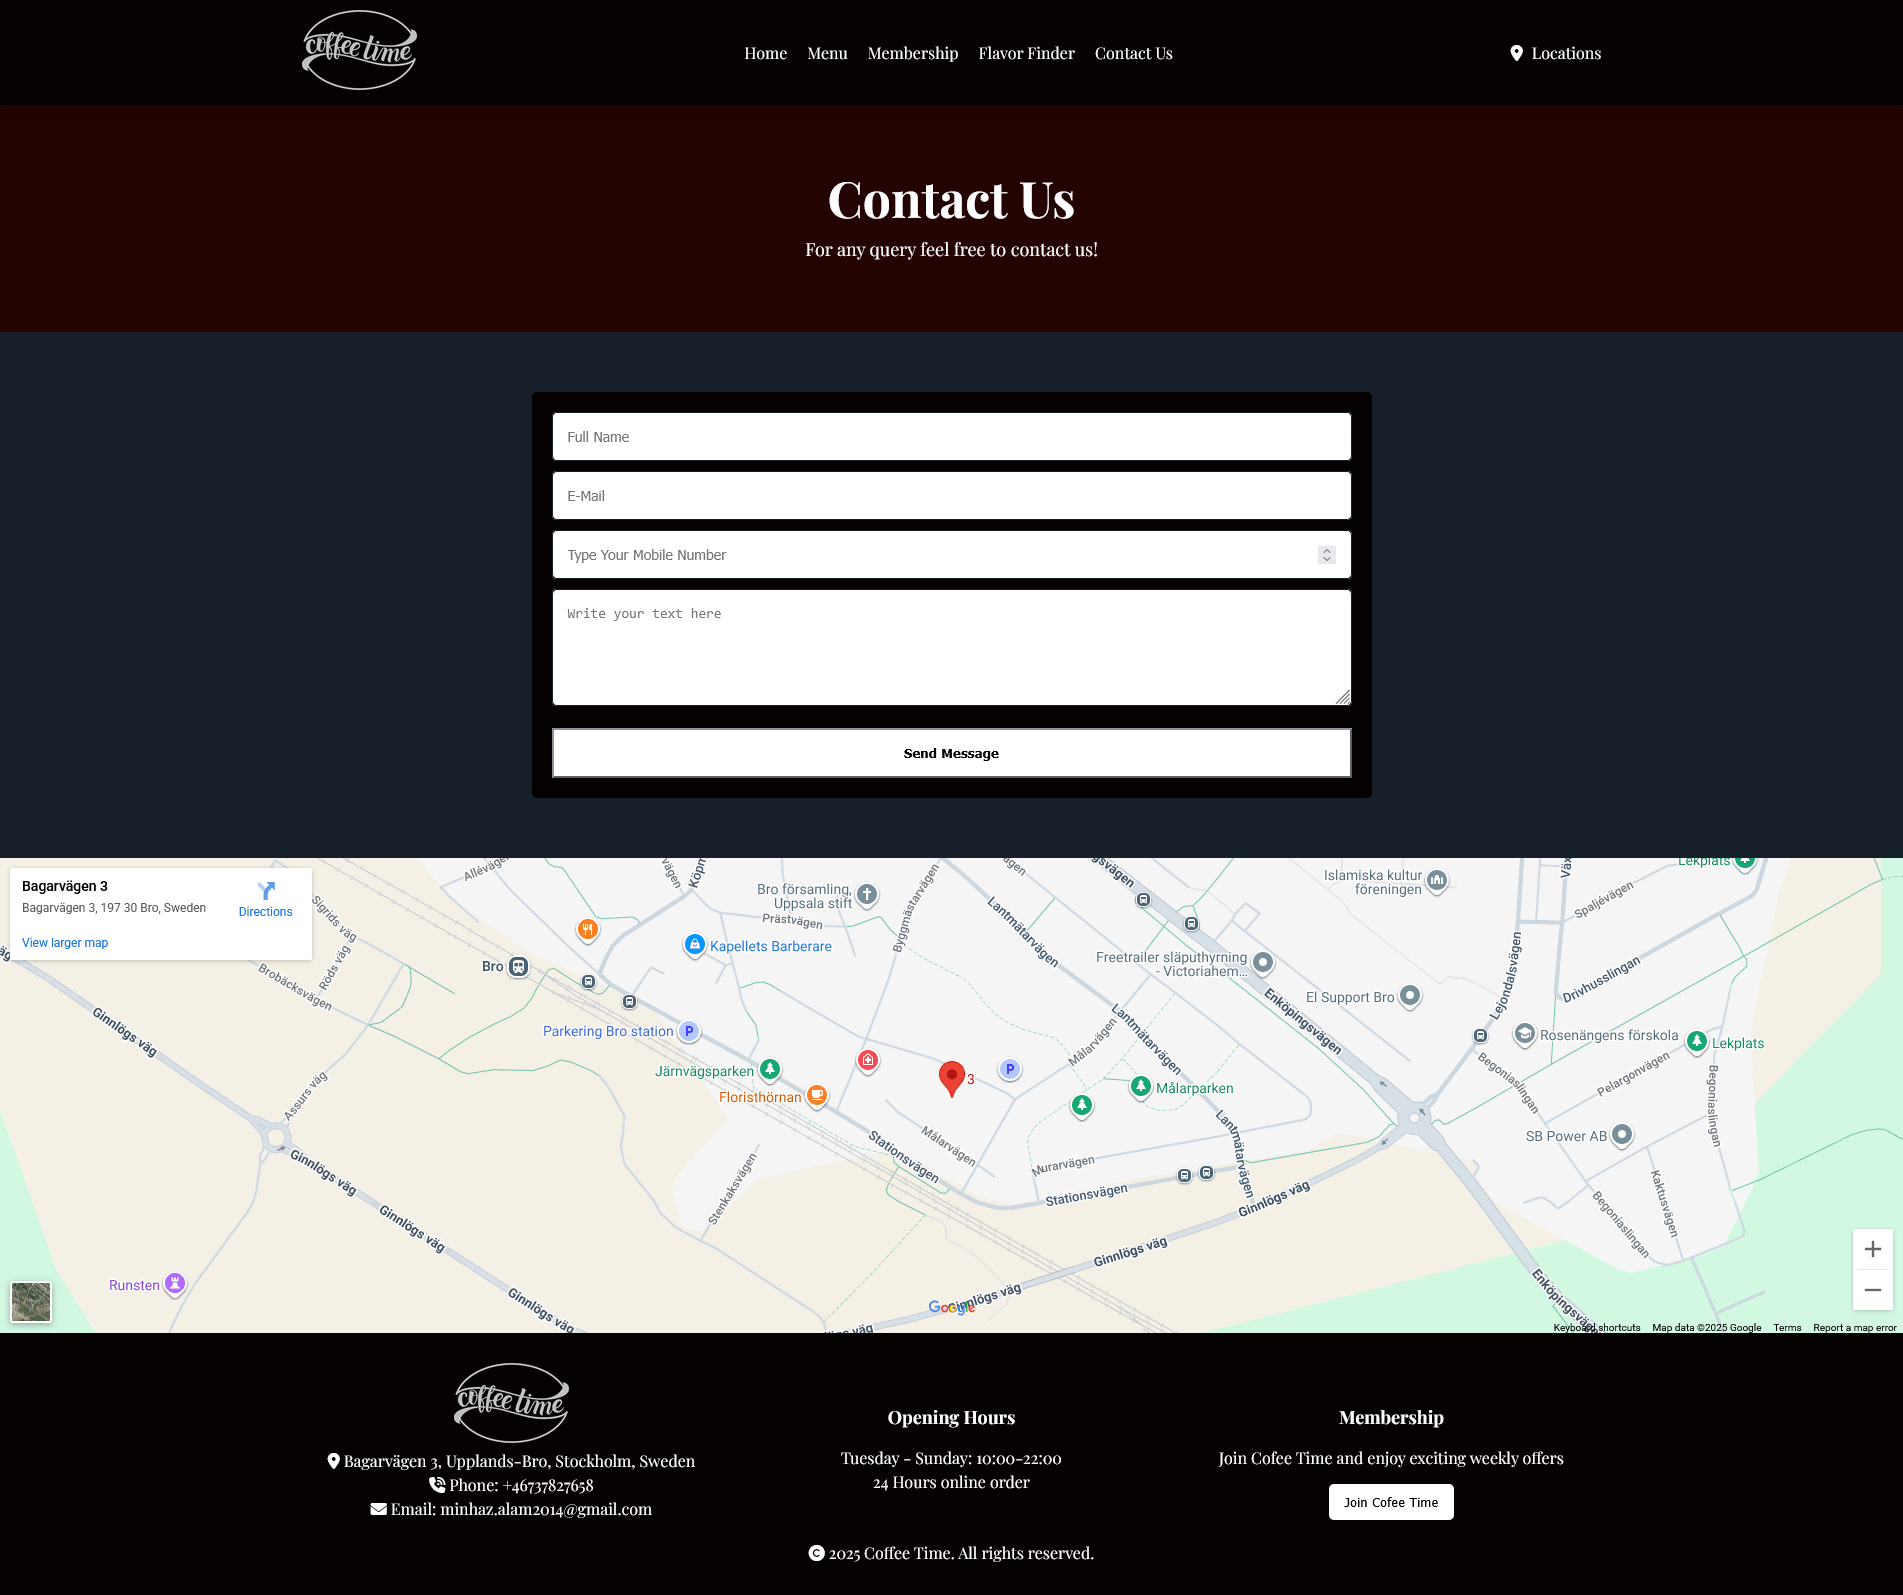 coffee time
Home Menu Membership Flavor Finder Contact Us
Locations
Contact Us
For any query feel free to contact us!
Full Name
E-Mail
Type Your Mobile Number
Write your text here
Send Message
Bagarvägen 3
Bagarvägen 3, 197 30 Bro, Sweden
Directions
View larger map
Allévägen
Köpm
vägen
Sigrids väg
Röds väg
Brobäcksvägen
Bro
Bro församling,
Uppsala stift
Prästvägen
Kapellets Barberare
Byggmästarvägen
Lantmätarvägen
Enköpingsvägen
Islamiska kultur
föreningen
Lekplats
Spaljévägen
Freetrailer släputhyrning
- Victoriahem...
El Support Bro
Lejondalsvägen
Drivhusslingan
Ginnlögs väg
Parkering Bro station
P
Järnvägsparken
Floristhörnan
3
P
Målarvägen
Lantmätarvägen
Enköpingsvägen
Målarparken
Rosenängens förskola
Lekplats
Pelargonvägen
Begoniaslingan
Begoniaslingan
Assurs väg
SB Power AB
Målarvägen
Murarvägen
Stationsvägen
Stationsvägen
Lantmätarvägen
Ginnlögs väg
Stenkaksvägen
Kaktusvägen
Begoniaslingan
Ginnlögs väg
Ginnlögs väg
Ginnlögs väg
Runsten
Ginnlögs väg
Ginnlögs väg
Enköpingsvägen
Google
Keyboard shortcuts Map data ©2025 Google Terms Report a map error
coffee time
Bagarvägen 3, Upplands-Bro, Stockholm, Sweden
Phone: +46737827658
Email: minhaz.alam2014@gmail.com
Opening Hours
Tuesday - Sunday: 10:00-22:00
24 Hours online order
Membership
Join Cofee Time and enjoy exciting weekly offers
Join Cofee Time
© 2025 Coffee Time. All rights reserved.